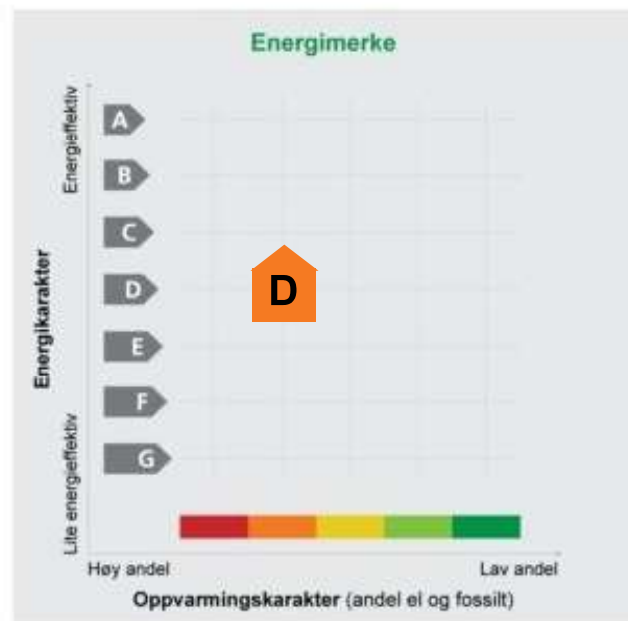 Energimerke
Energieffektiv
A
B
C
D
D
E
F
G
Energikarakter
Lite energieffektiv
Høy andel
Lav andel
Oppvarmingskarakter (andel el og fossilt)